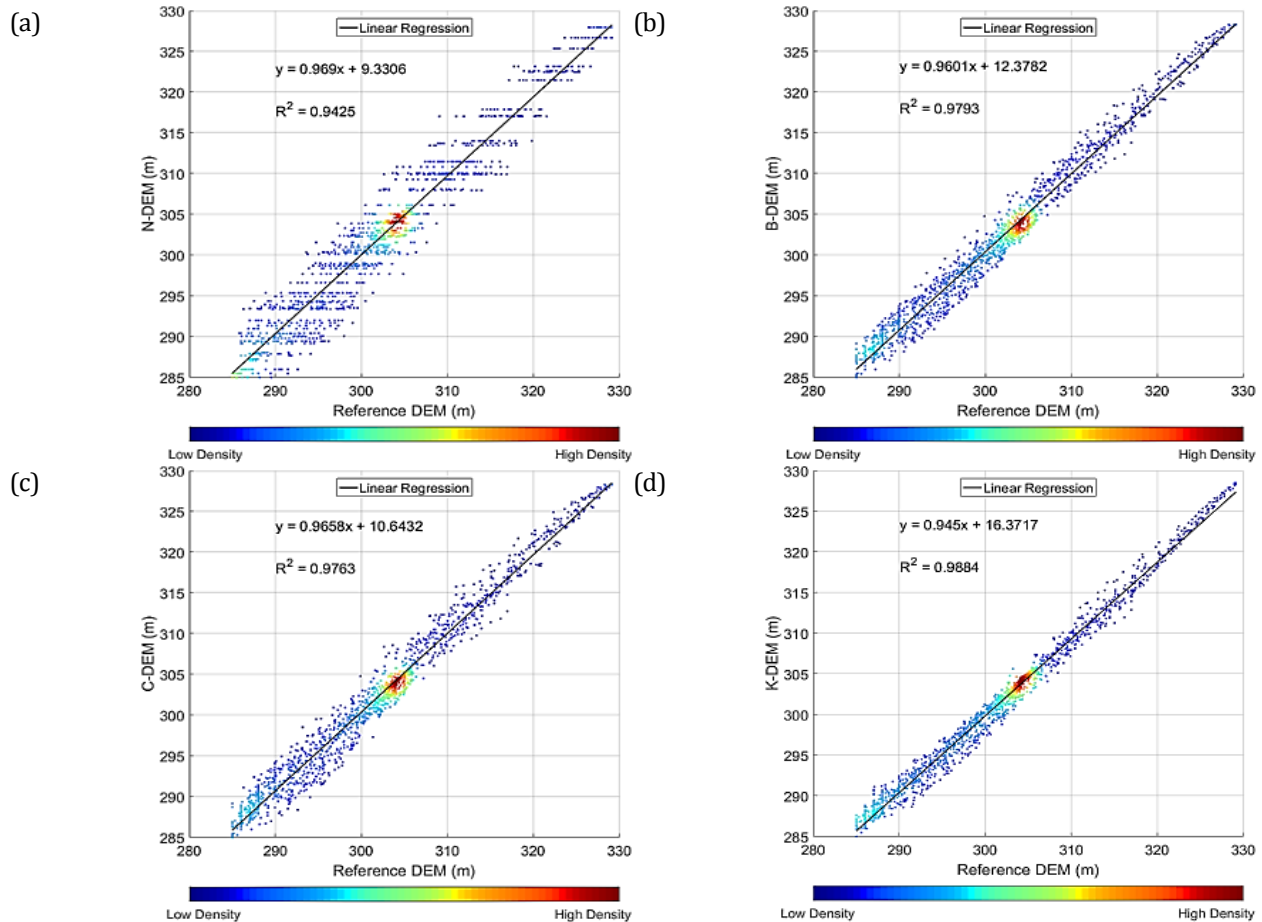 (a)
330
325
320
315
310
305
300
295
290
285
N-DEM (m)
Linear Regression
y = 0.969x + 9.3306
R² = 0.9425
280 290 300 310 320 330
Reference DEM (m)
Low Density High Density
(b)
330
325
320
315
310
305
300
295
290
285
B-DEM (m)
Linear Regression
y = 0.9601x + 12.3782
R² = 0.9793
280 290 300 310 320 330
Reference DEM (m)
Low Density High Density
(c)
330
325
320
315
310
305
300
295
290
285
C-DEM (m)
Linear Regression
y = 0.9658x + 10.6432
R² = 0.9763
280 290 300 310 320 330
Reference DEM (m)
Low Density High Density
(d)
330
325
320
315
310
305
300
295
290
285
K-DEM (m)
Linear Regression
y = 0.945x + 16.3717
R² = 0.9884
280 290 300 310 320 330
Reference DEM (m)
Low Density High Density